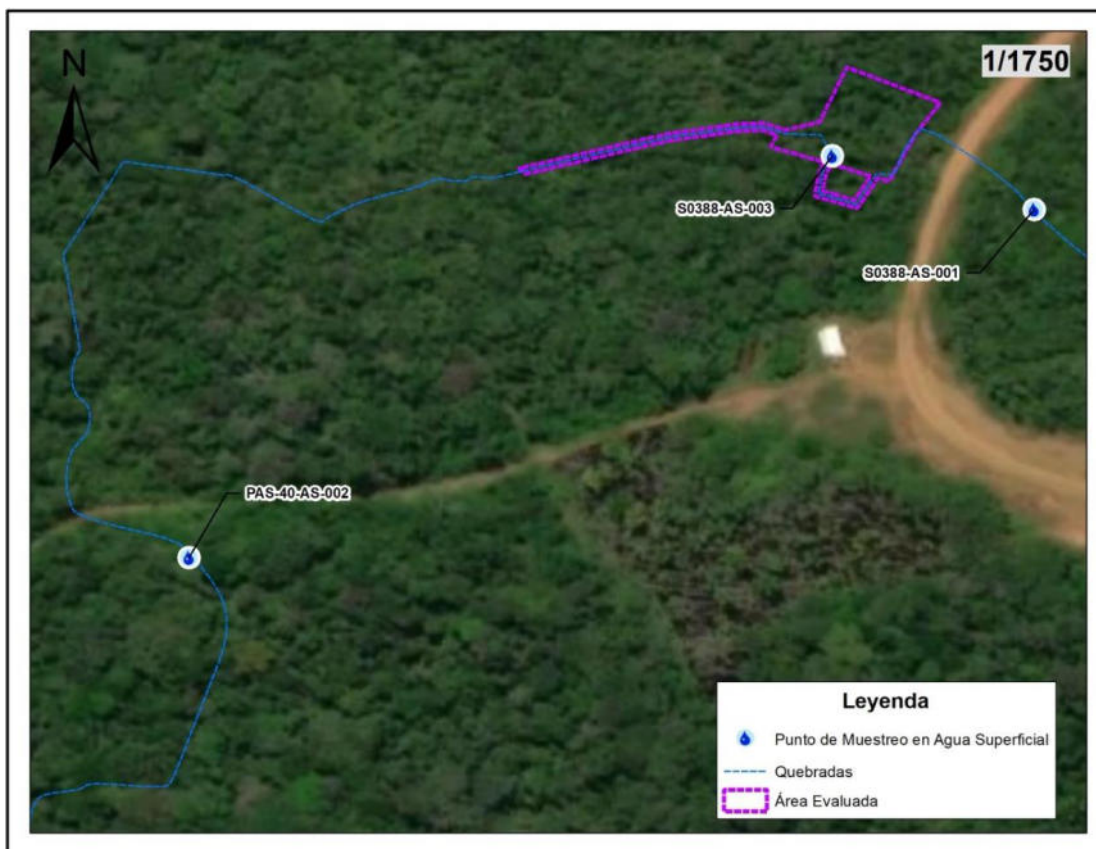 N
1/1750
S0388-AS-003
S0388-AS-001
PAS-40-AS-002
Leyenda
Punto de Muestreo en Agua Superficial
Quebradas
Área Evaluada